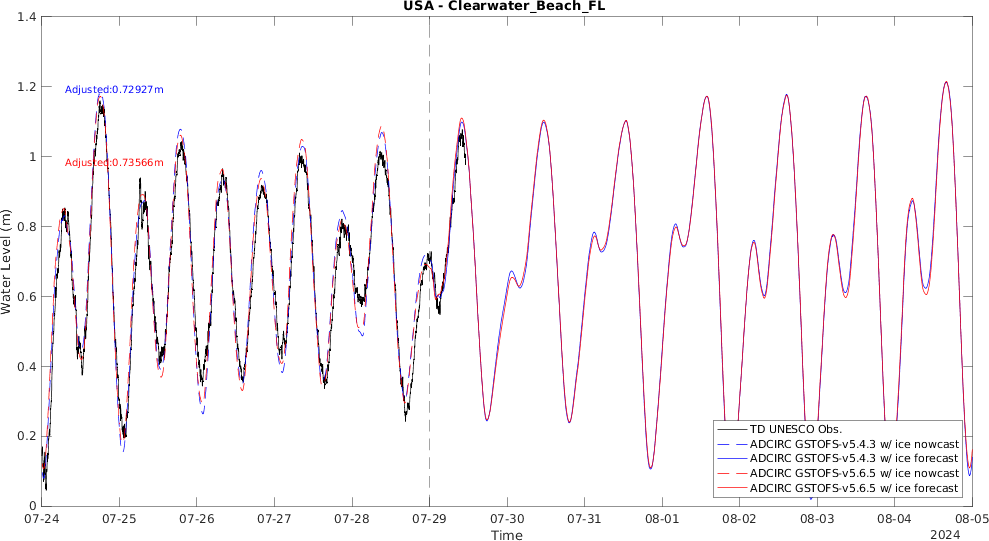 USA - Clearwater_Beach_FL
1.4
1.2
1
0.8
0.6
0.4
0.2
0
Water Level (m)
Adjusted:0.72927m
Adjusted:0.73566m
TD UNESCO Obs.
ADCIRC GSTOFS-v5.4.3 w/ ice nowcast
ADCIRC GSTOFS-v5.4.3 w/ ice forecast
ADCIRC GSTOFS-v5.6.5 w/ ice nowcast
ADCIRC GSTOFS-v5.6.5 w/ ice forecast
07-24 07-25 07-26 07-27 07-28 07-29 07-30 07-31 08-01 08-02 08-03 08-04 08-05
Time
2024